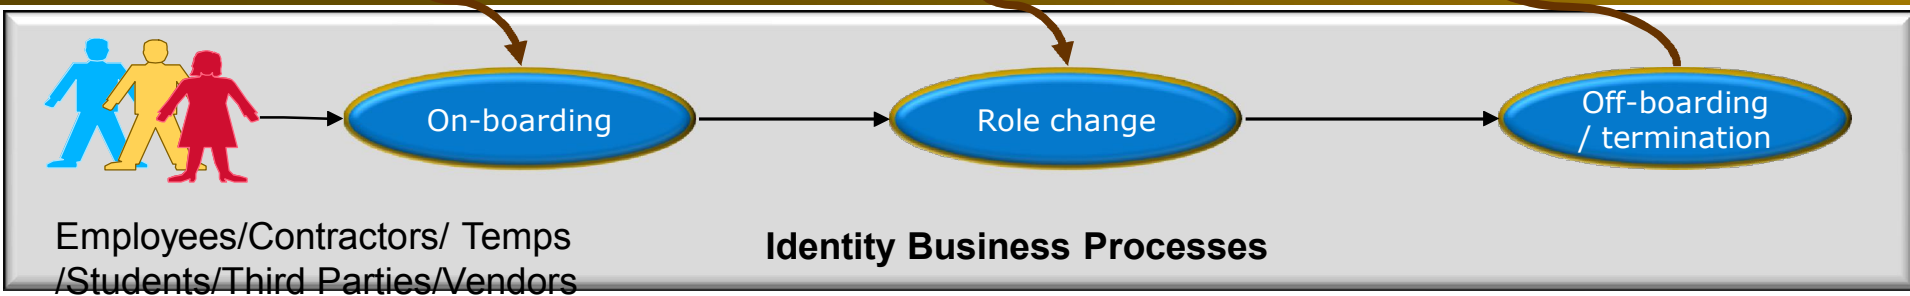 On-boarding
Role change
Off-boarding
/ termination
Employees/Contractors/ Temps
/Students/Third Parties/Vendors
Identity Business Processes